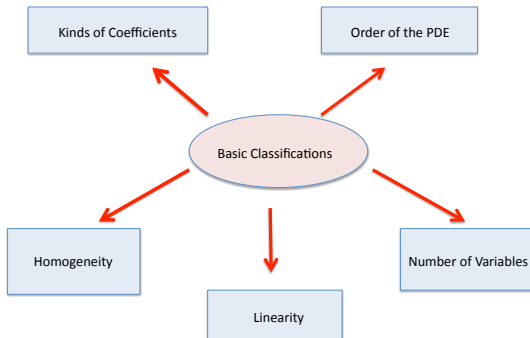 Kinds of Coefficients
Order of the PDE
Basic Classifications
Homogeneity
Number of Variables
Linearity